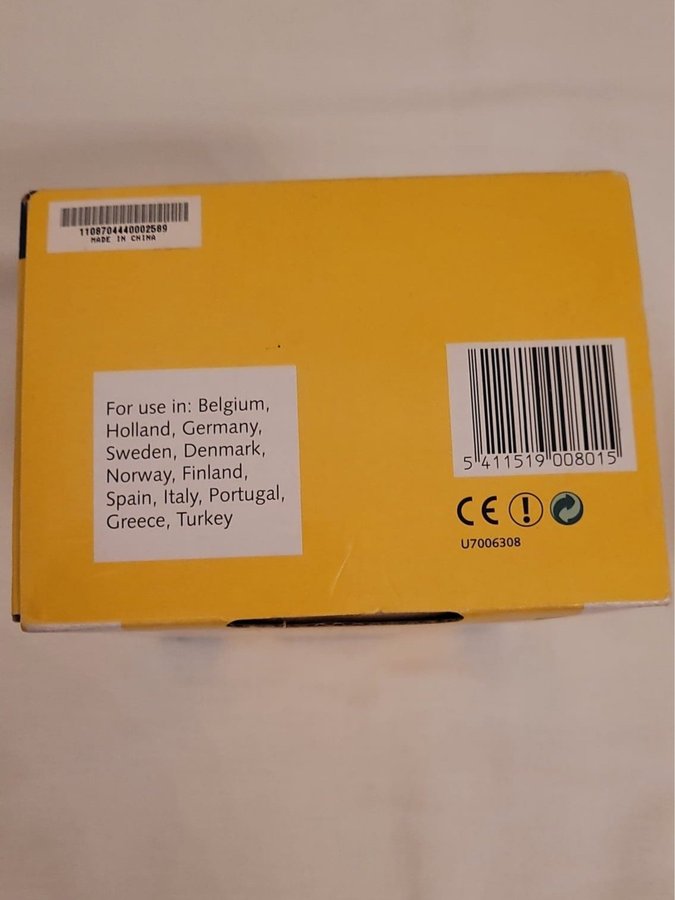 1108704440002589
MADE IN CHINA
For use in: Belgium,
Holland, Germany,
Sweden, Denmark,
Norway, Finland,
Spain, Italy, Portugal,
Greece, Turkey
5 411519 008015
CE
U7006308